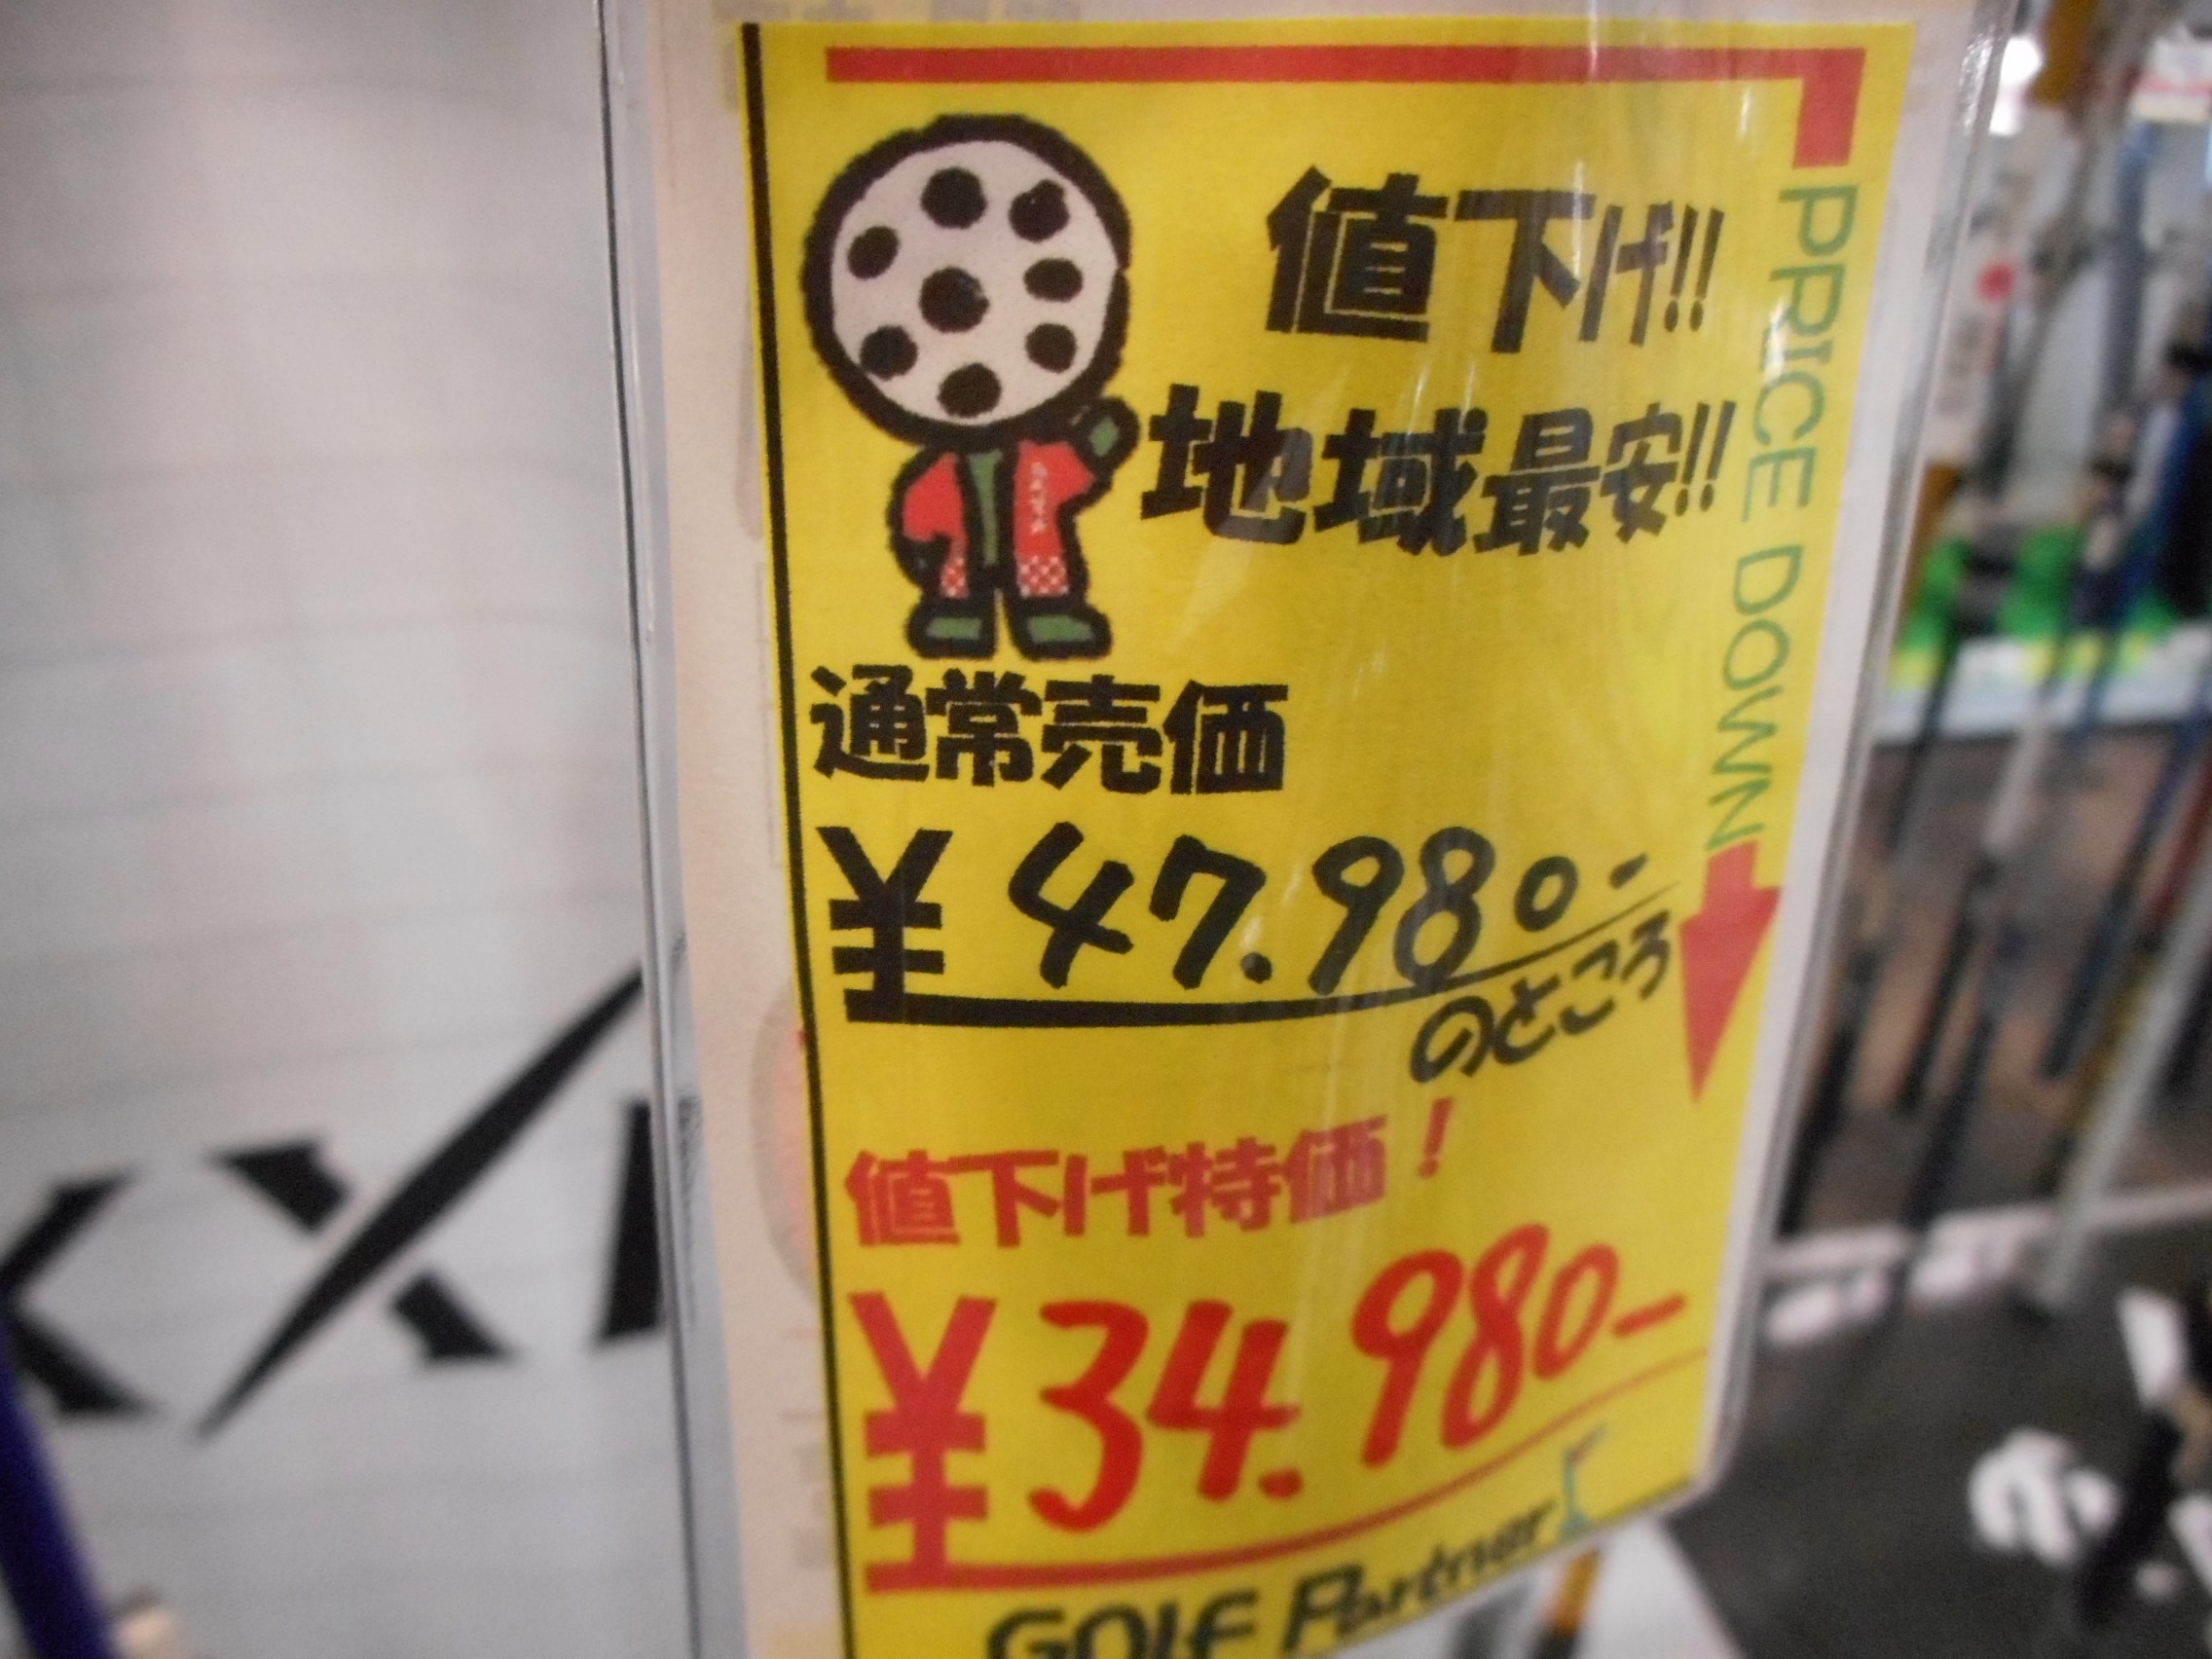 値下げ!!
地域最安!!
PRICE DOWN
通常売価
¥ 47.980-
のところ
値下げ特価!
¥34.980-
GOLF Partner